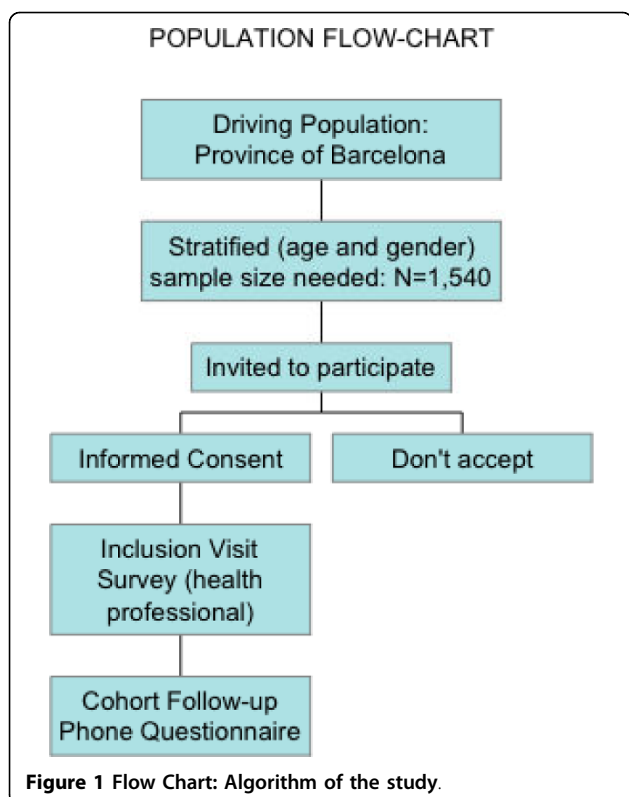 POPULATION FLOW-CHART
Driving Population:
Province of Barcelona
Stratified (age and gender)
sample size needed: N=1,540
Invited to participate
Informed Consent
Don't accept
Inclusion Visit
Survey (health
professional)
Cohort Follow-up
Phone Questionnaire
Figure 1 Flow Chart: Algorithm of the study.